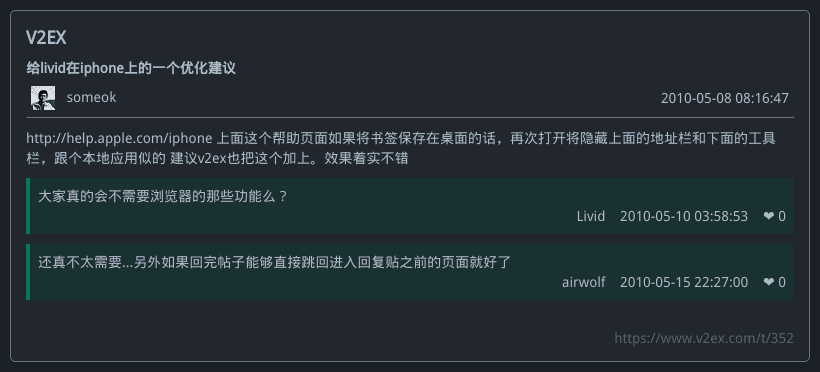 V2EX
给livid在iphone上的一个优化建议
someok 2010-05-08 08:16:47
http://help.apple.com/iphone 上面这个帮助页面如果将书签保存在桌面的话，再次打开将隐藏上面的地址栏和下面的工具
栏，跟个本地应用似的 建议v2ex也把这个加上。效果着实不错
大家真的会不需要浏览器的那些功能么？
Livid 2010-05-10 03:58:53 ❤ 0
还真不太需要...另外如果回完帖子能够直接跳回进入回复贴之前的页面就好了
airwolf 2010-05-15 22:27:00 ❤ 0
https://www.v2ex.com/t/352